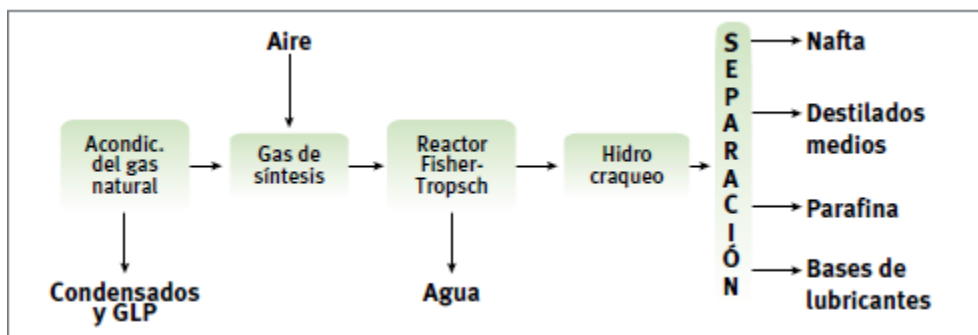 Aire
Acondic.
del gas
natural
Gas de
síntesis
Reactor
Fisher-
Tropsch
Hidro
craqueo
SEPARACIÓN
Nafta
Destilados
medios
Parafina
Bases de
lubricantes
Condensados
y GLP
Agua